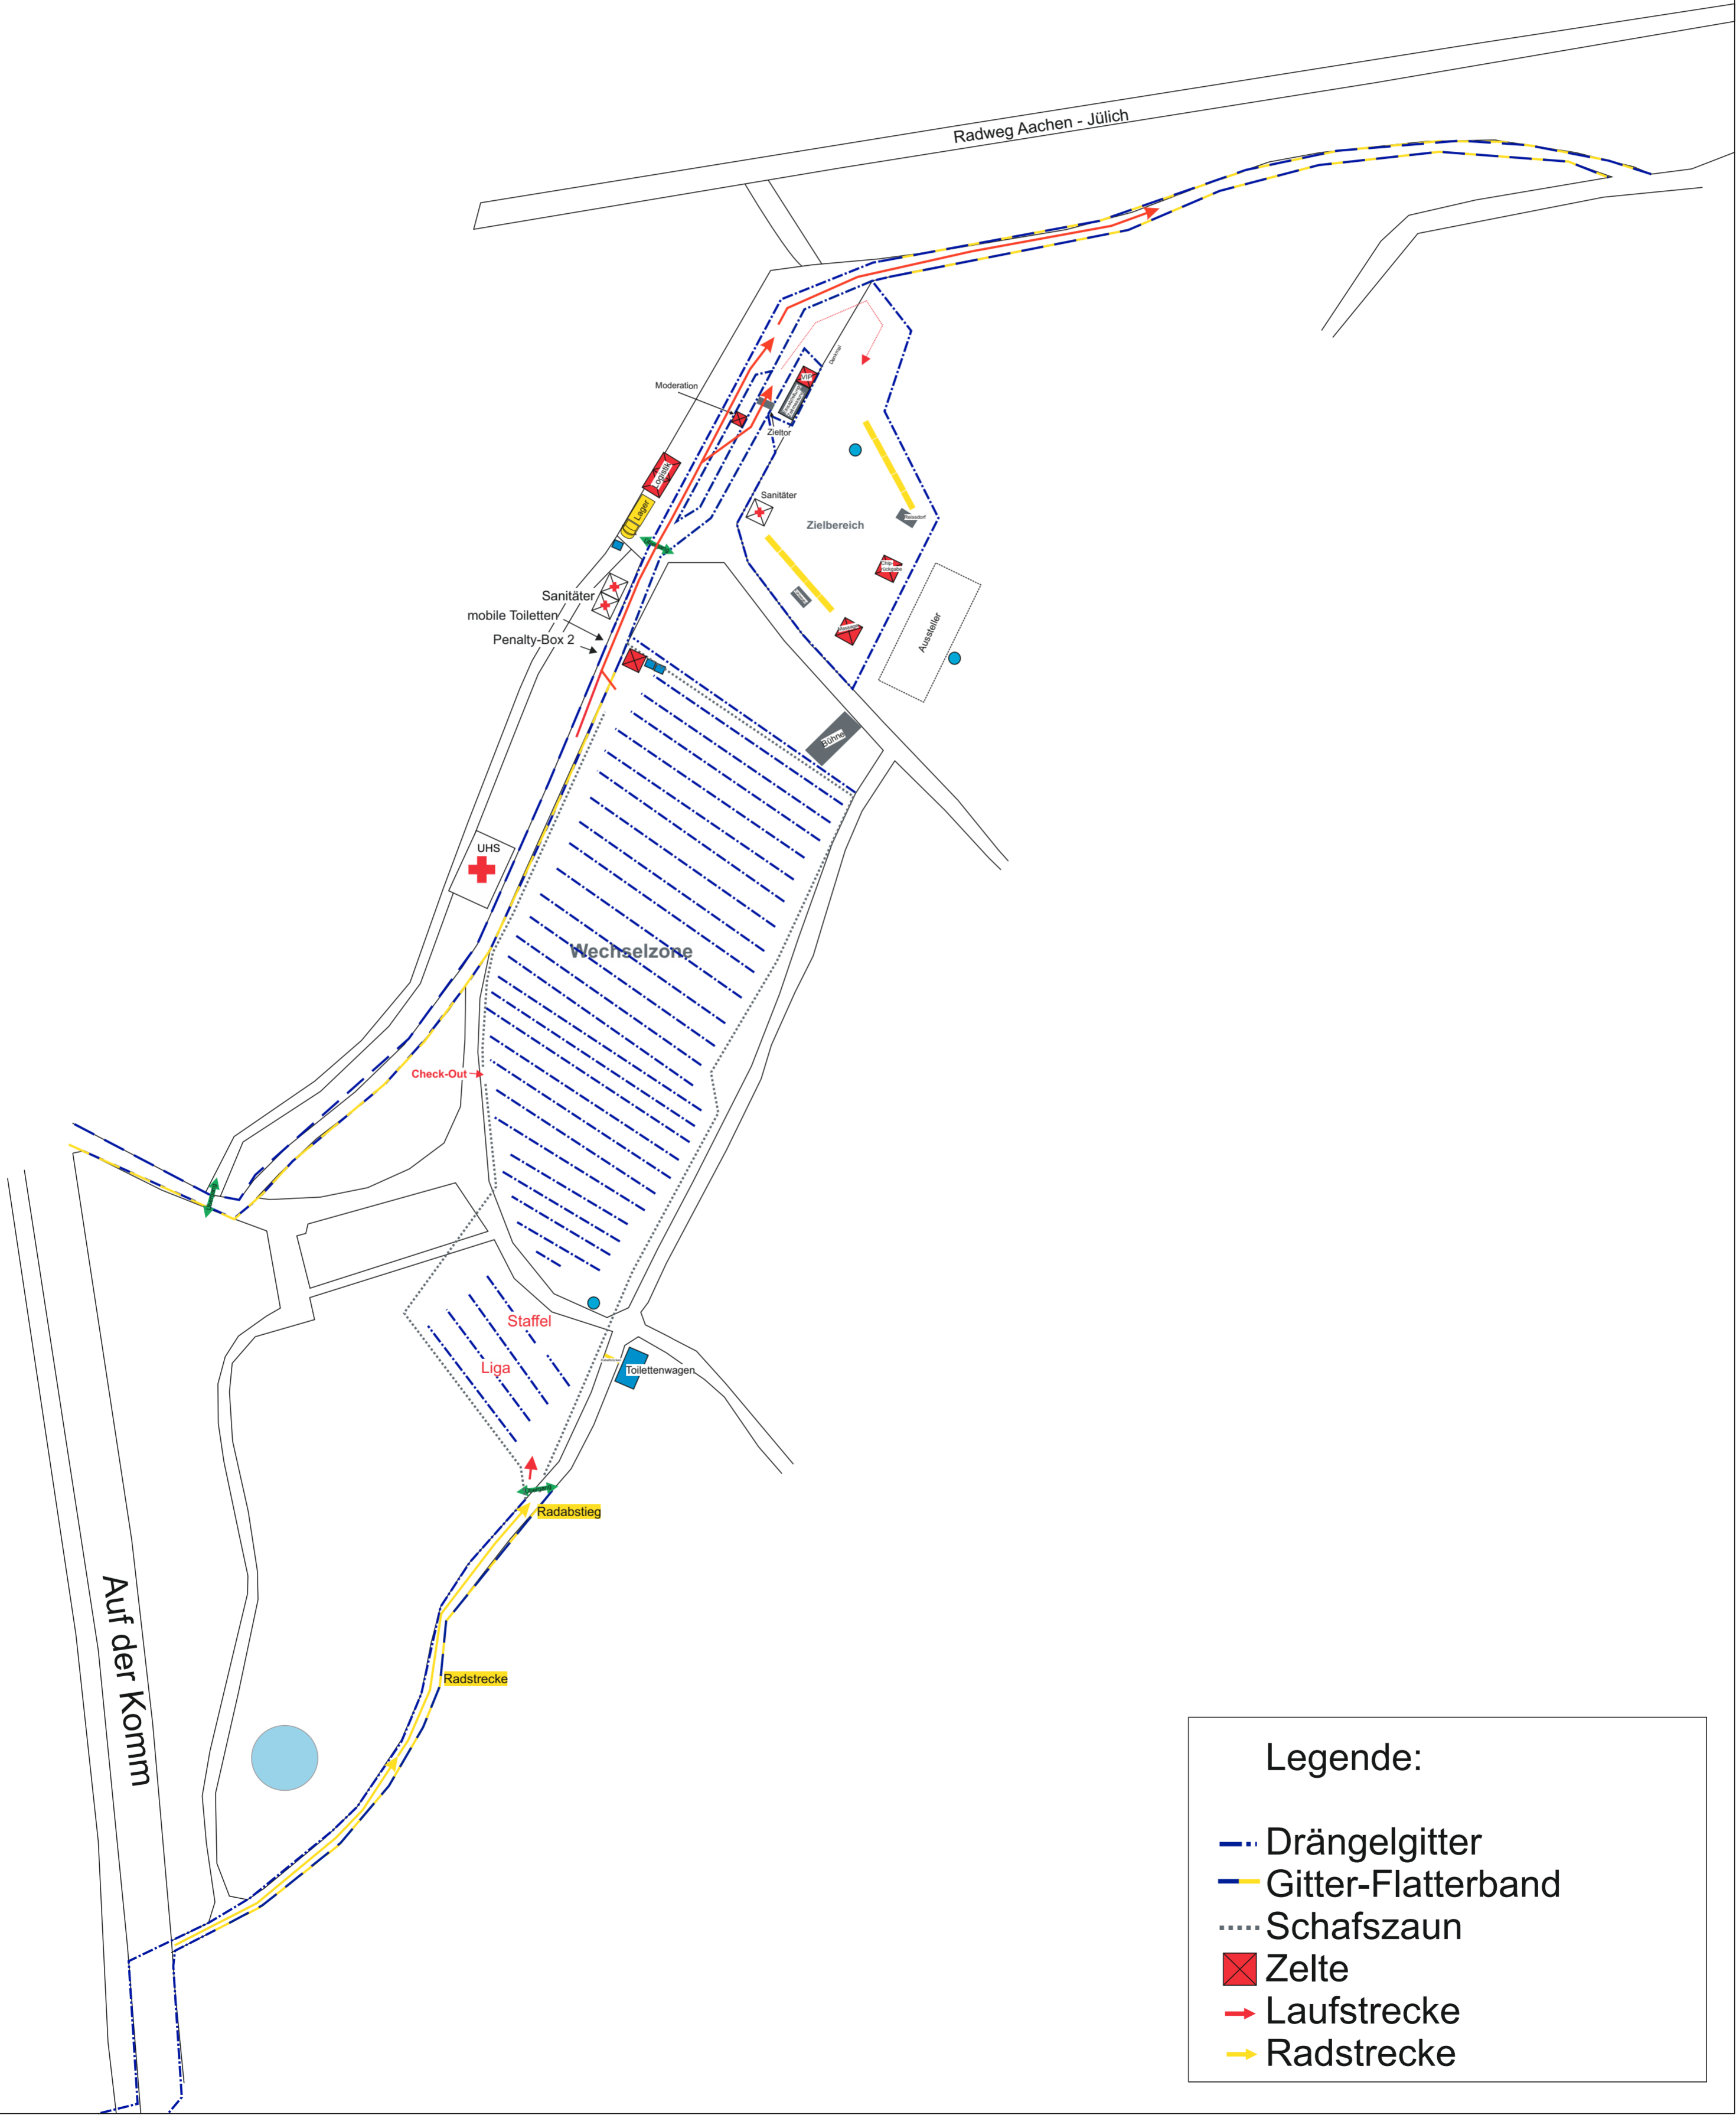 Radweg Aachen - Jülich
Denkmal
Moderation
VIP
Zieltor
Logistik
Lager
Sanitäter
Zielbereich
Sanitäter
mobile Toiletten
Penalty-Box 2
Massage
Aussteller
Bühne
UHS
Wechselzone
Check-Out
Staffel
Liga
Toilettenwagen
Radabstieg
Radstrecke
Auf der Komm
Legende:
Drängelgitter
Gitter-Flatterband
Schafszaun
Zelte
Laufstrecke
Radstrecke